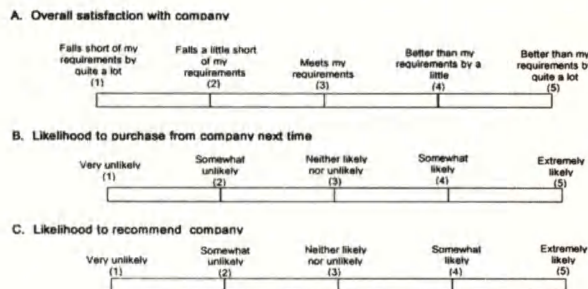 A. Overall satisfaction with company
Falls short of my requirements by quite a lot (1)
Falls a little short of my requirements (2)
Meets my requirements (3)
Better than my requirements by a little (4)
Better than my requirements by quite a lot (5)
B. Likelihood to purchase from company next time
Very unlikely (1)
Somewhat unlikely (2)
Neither likely nor unlikely (3)
Somewhat likely (4)
Extremely likely (5)
C. Likelihood to recommend company
Very unlikely (1)
Somewhat unlikely (2)
Neither likely nor unlikely (3)
Somewhat likely (4)
Extremely likely (5)